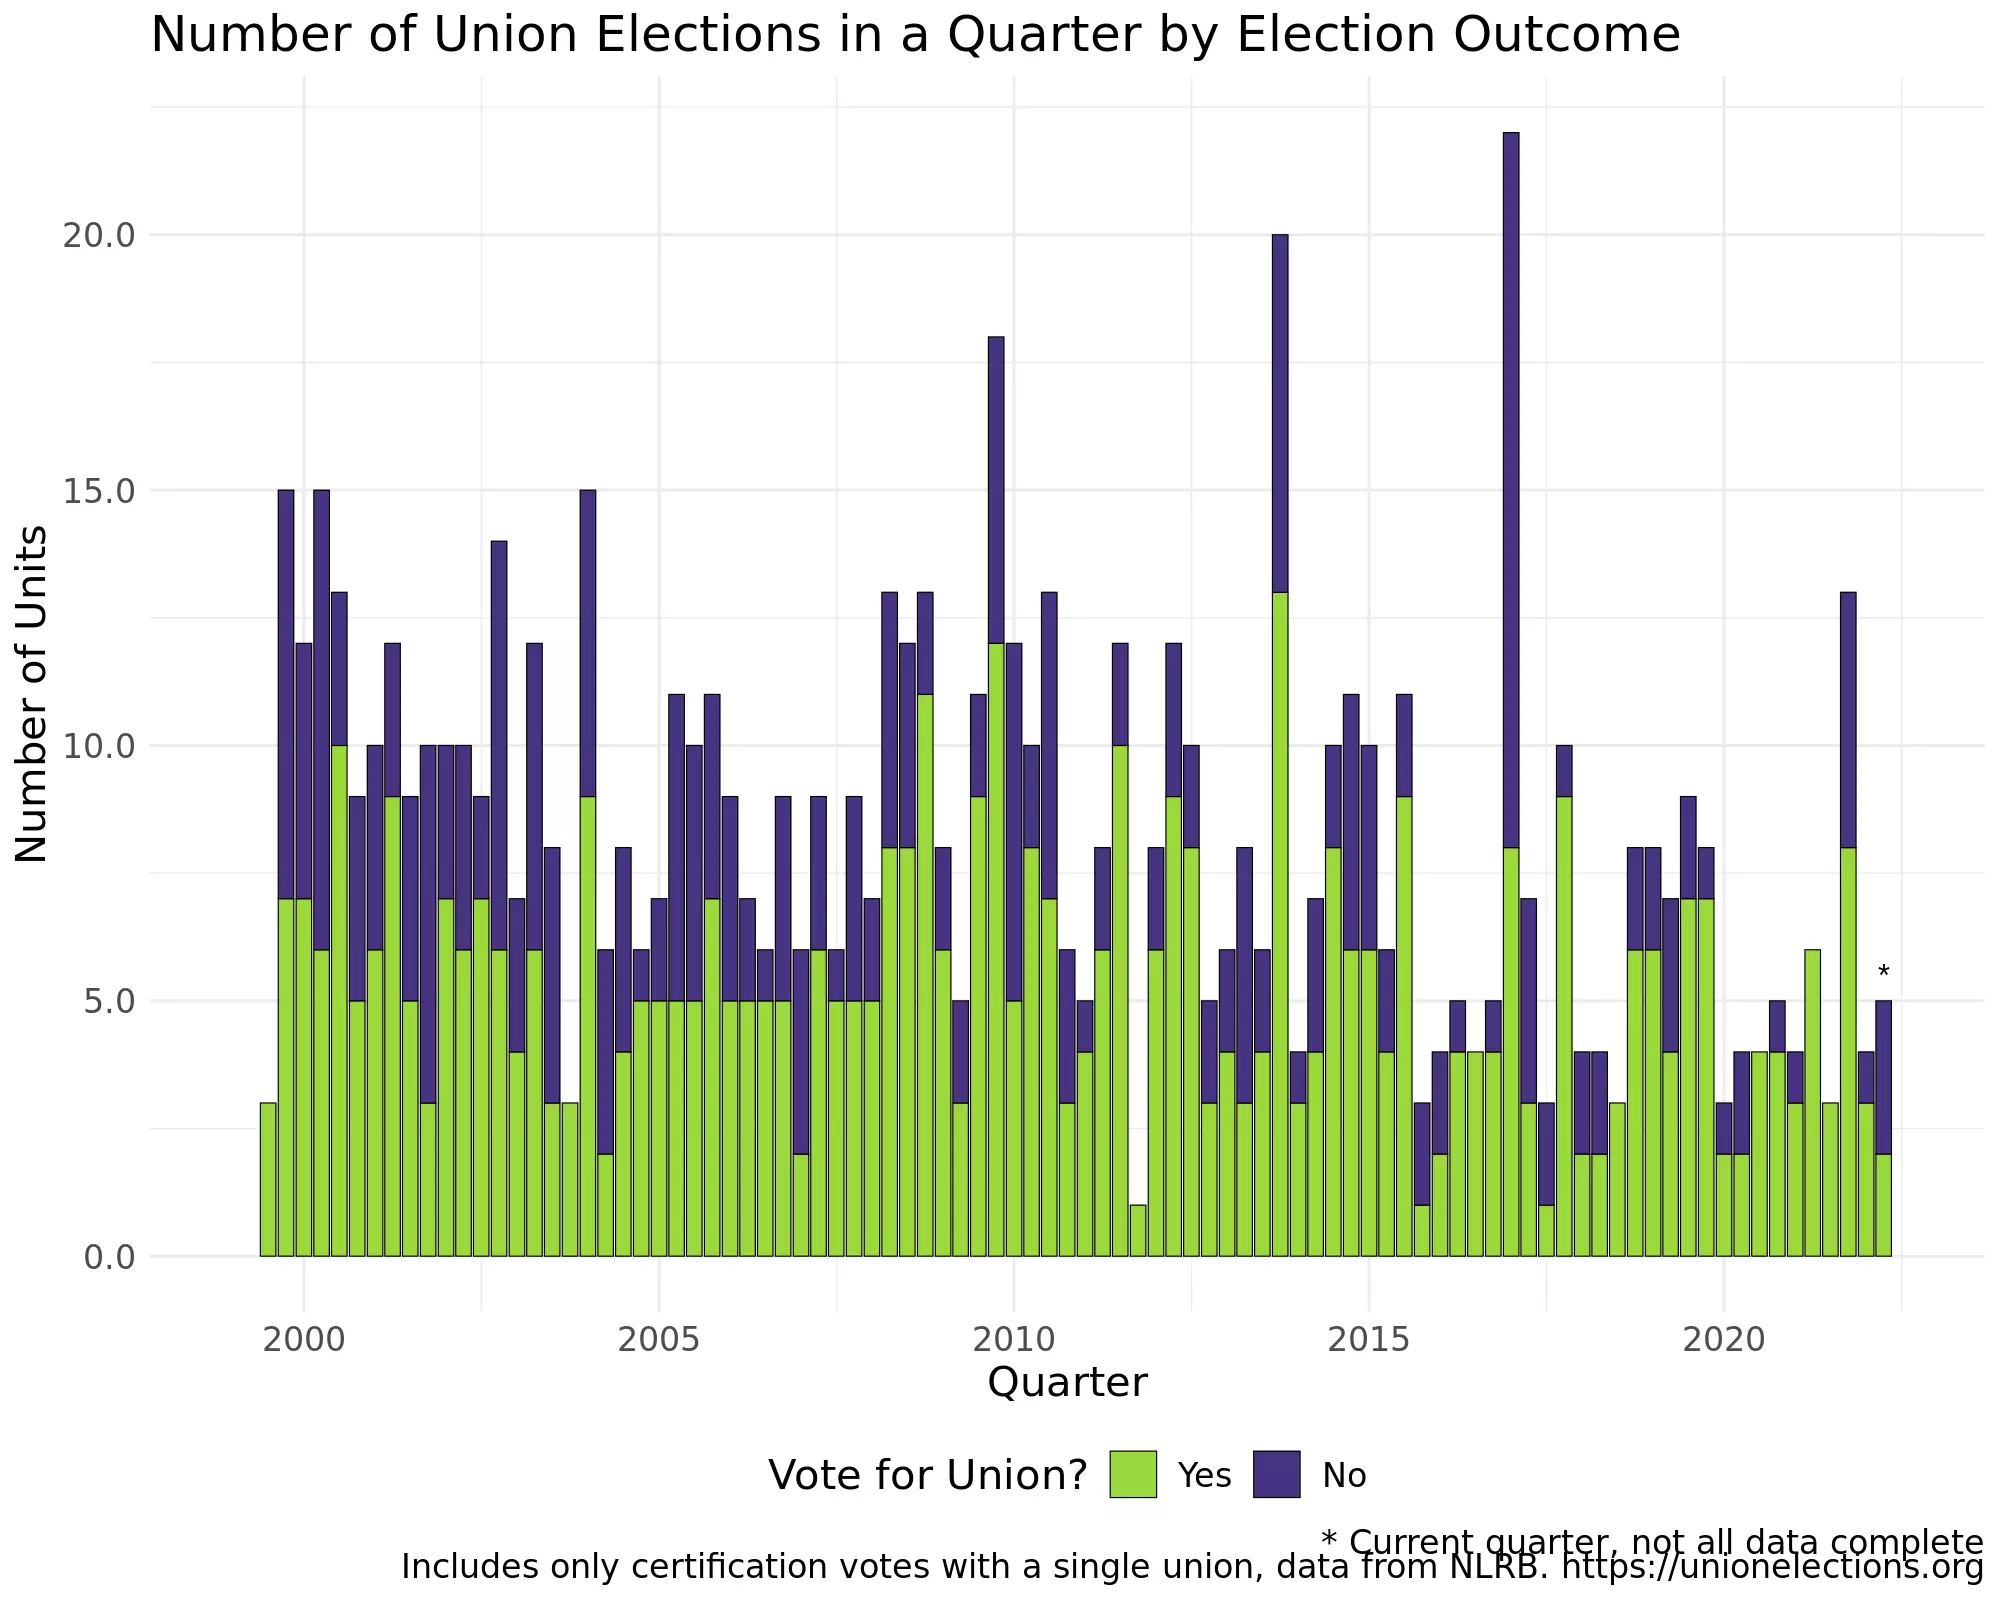 Number of Union Elections in a Quarter by Election Outcome
Number of Units
20.0
15.0
10.0
5.0
0.0
*
2000 2005 2010 2015 2020
Quarter
Vote for Union? Yes No
* Current quarter, not all data complete
Includes only certification votes with a single union, data from NLRB. https://unionelections.org